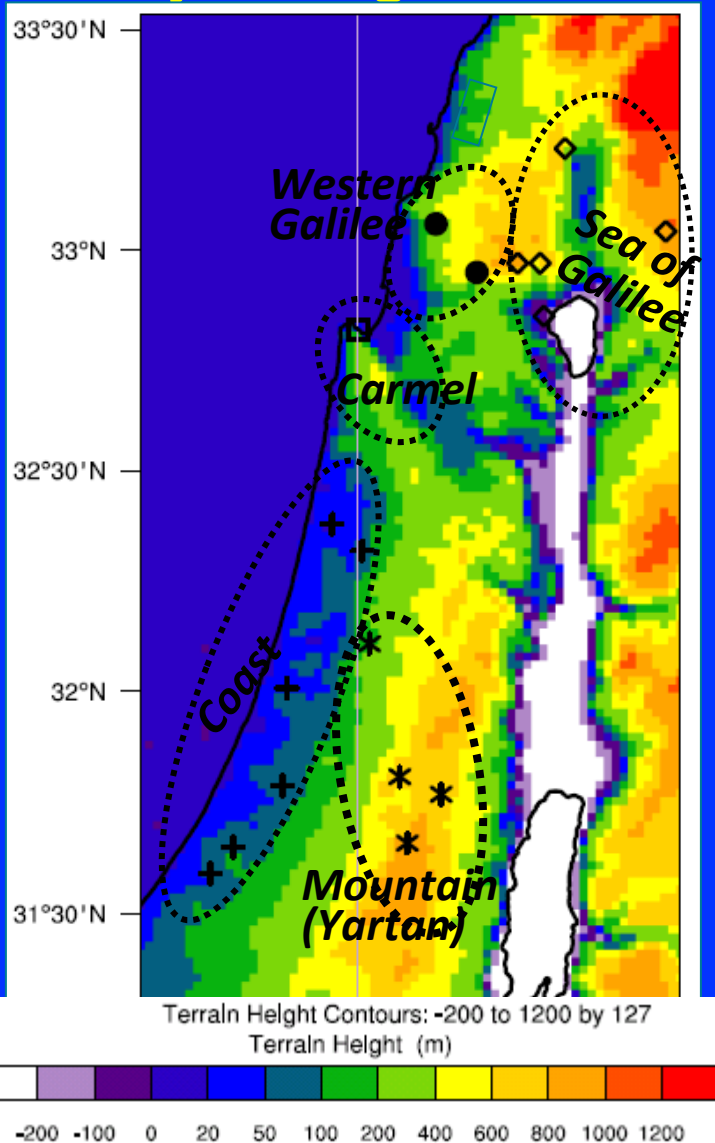 33°30'N
Western
Galilee
33°N
Sea of
Galilee
Carmel
32°30'N
Coast
32°N
Mountain
(Yartan)
31°30'N
Terrain Height Contours: -200 to 1200 by 127
Terrain Height (m)
-200 -100 0 20 50 100 200 400 600 800 1000 1200